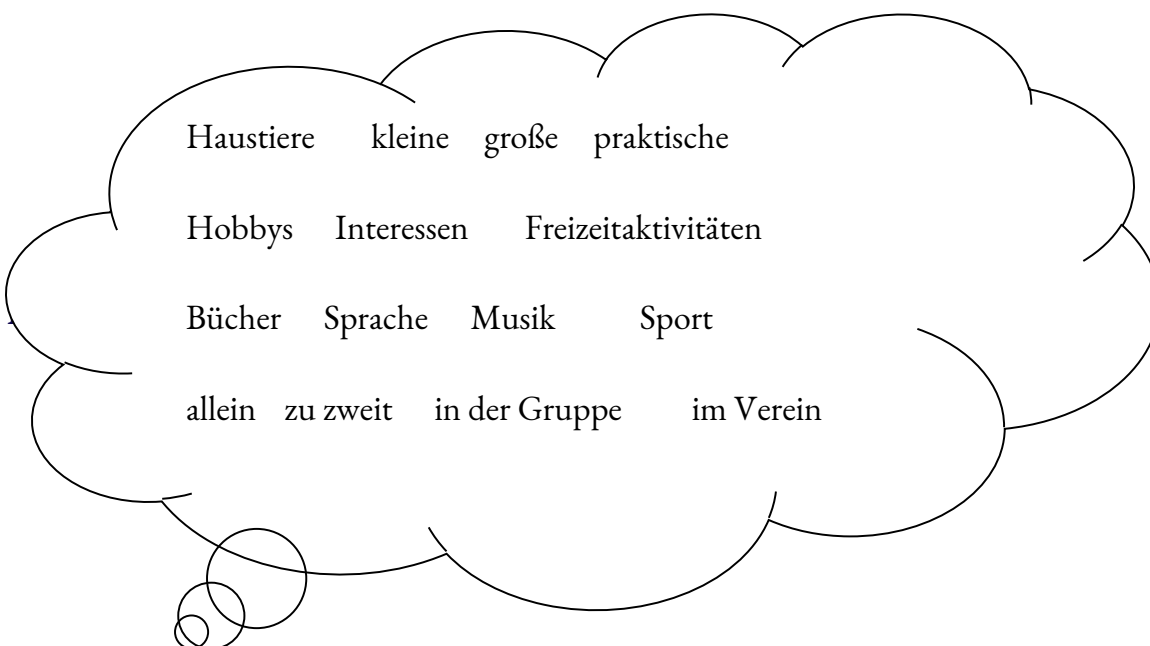 Haustiere kleine große praktische
Hobbys Interessen Freizeitaktivitäten
Bücher Sprache Musik Sport
allein zu zweit in der Gruppe im Verein